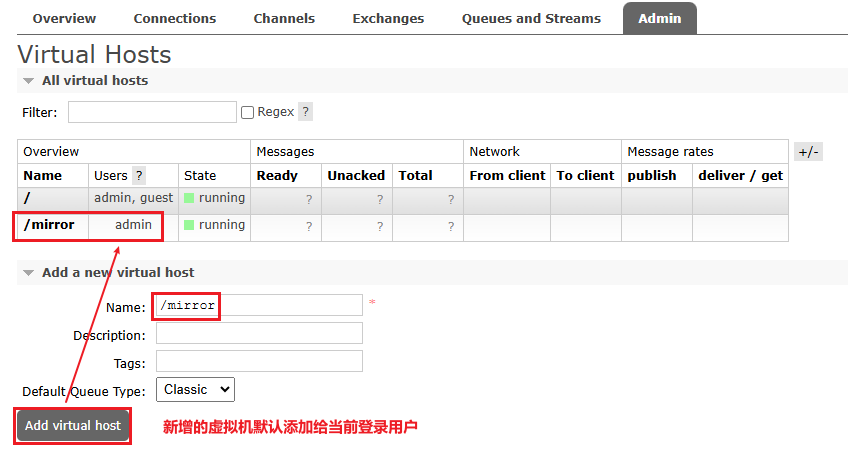 Overview Connections Channels Exchanges Queues and Streams Admin
Virtual Hosts
All virtual hosts
Filter: Regex ?
Overview Messages Network Message rates +/-
Name Users ? State Ready Unacked Total From client To client publish deliver / get
/ admin, guest running ? ? ?
/mirror admin running ? ? ?
Add a new virtual host
Name: /mirror *
Description:
Tags:
Default Queue Type: Classic
Add virtual host 新增的虚拟机默认添加给当前登录用户